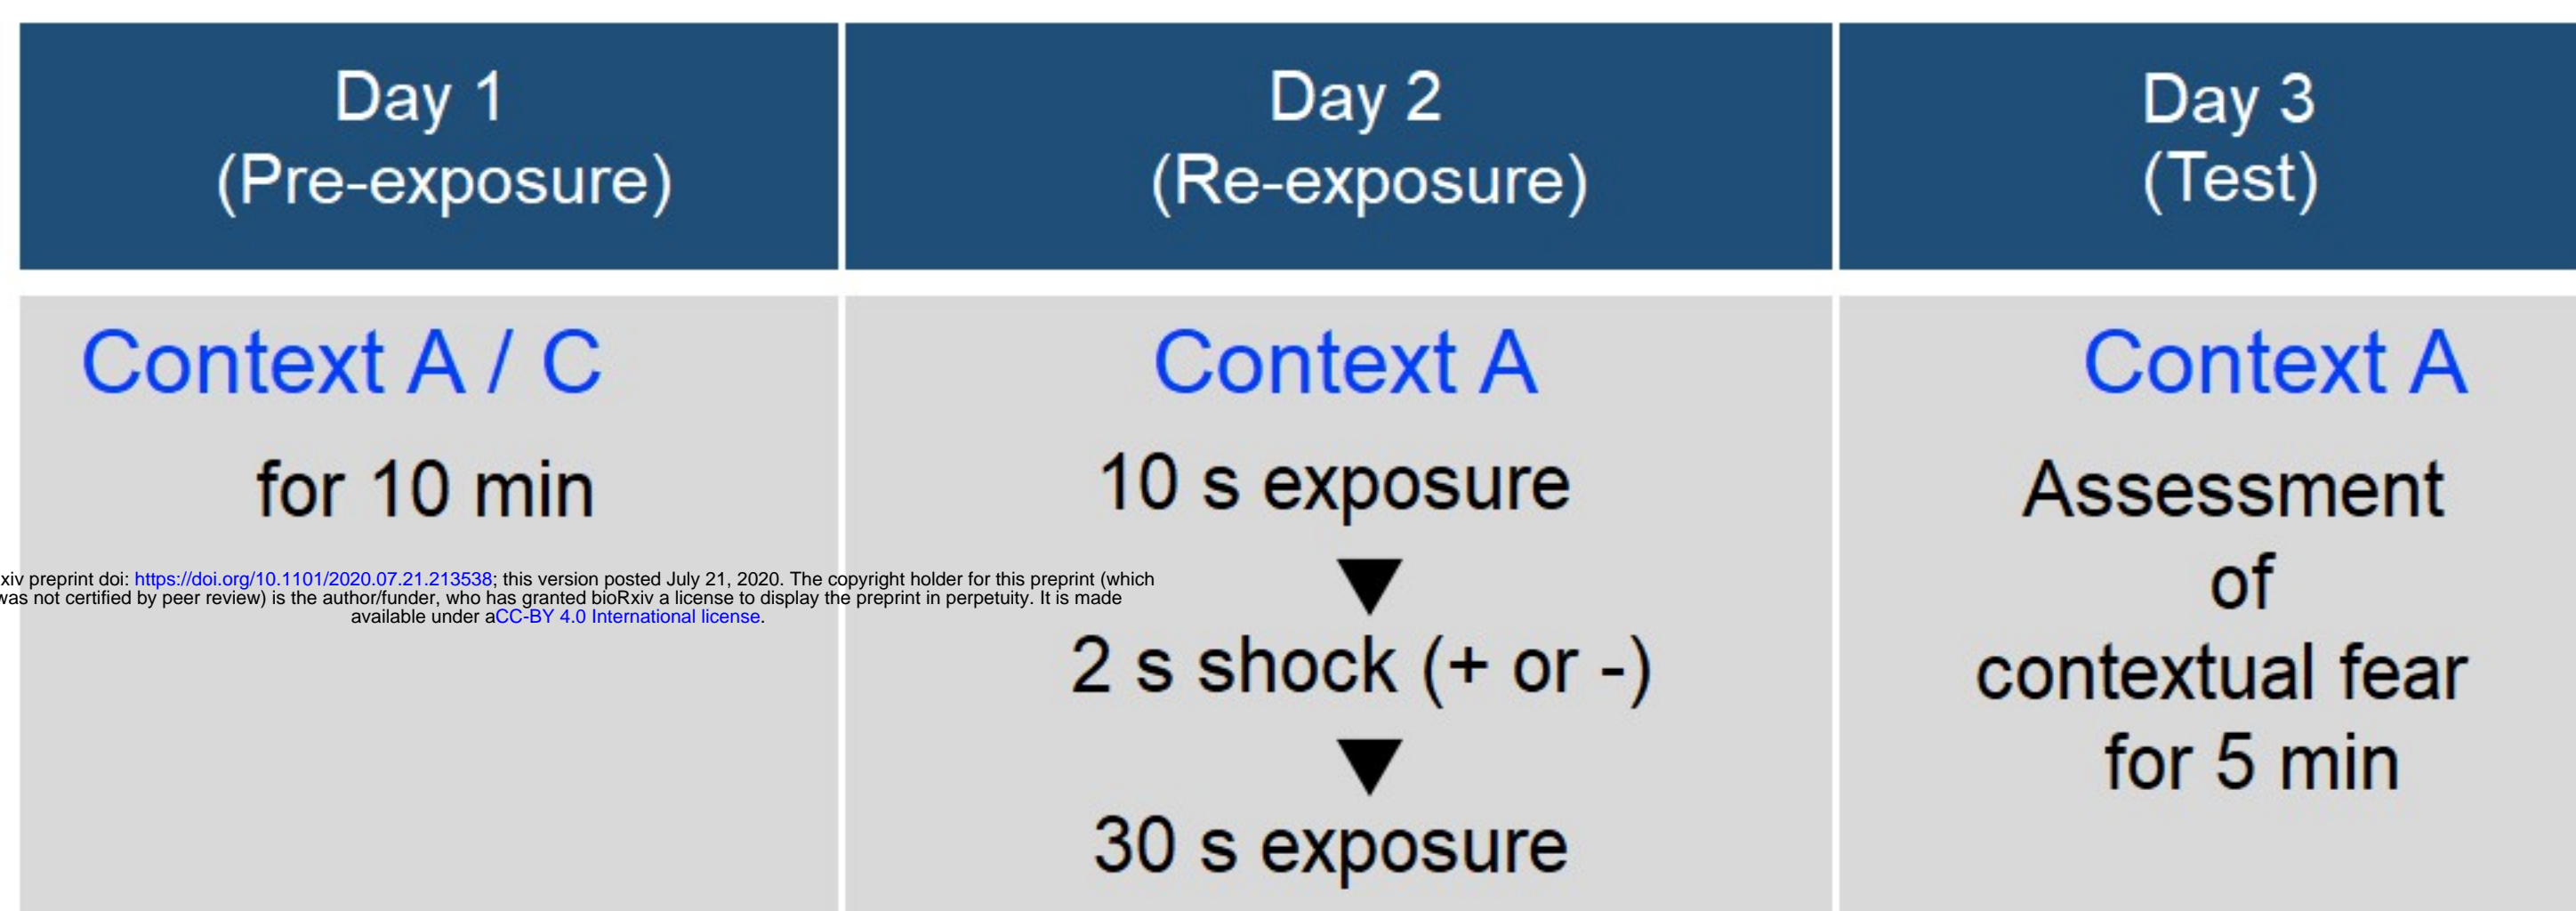 Day 1
(Pre-exposure)
Day 2
(Re-exposure)
Day 3
(Test)
Context A / C
for 10 min
Context A
10 s exposure
▼
2 s shock (+ or -)
▼
30 s exposure
Context A
Assessment
of
contextual fear
for 5 min
xiv preprint doi: https://doi.org/10.1101/2020.07.21.213538; this version posted July 21, 2020. The copyright holder for this preprint (which
was not certified by peer review) is the author/funder, who has granted bioRxiv a license to display the preprint in perpetuity. It is made
available under aCC-BY 4.0 International license.